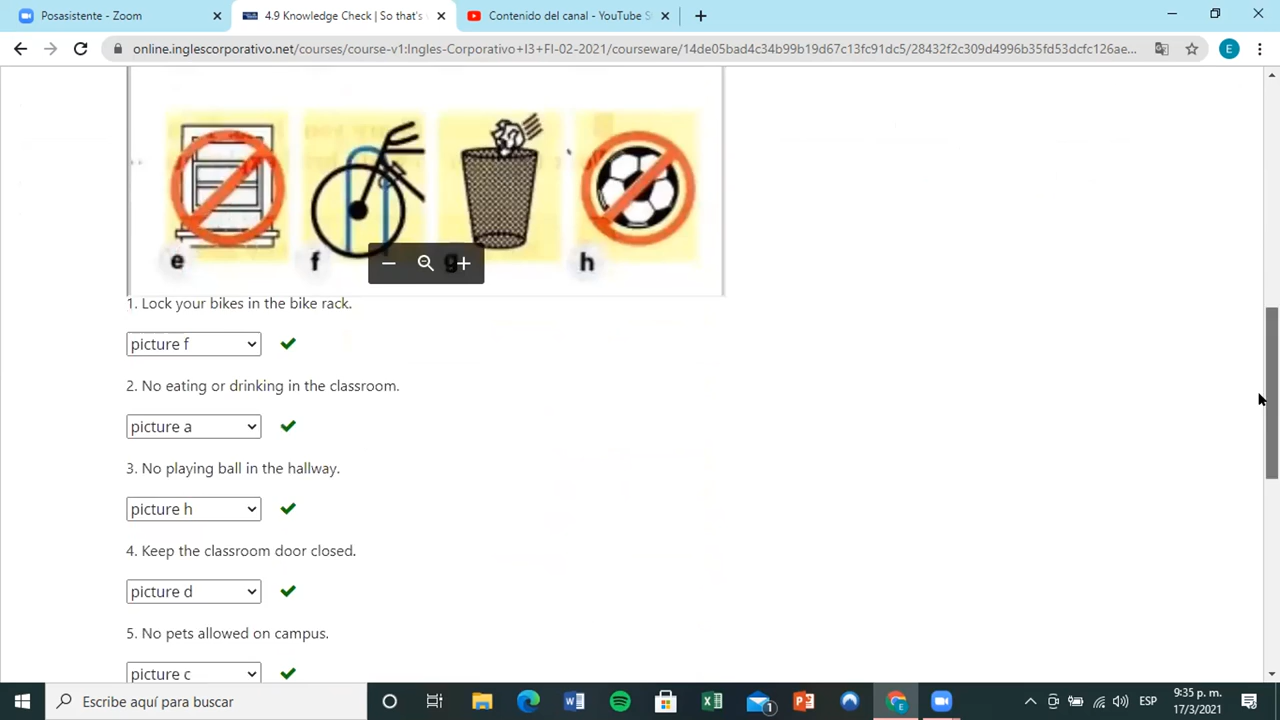 Posasistente - Zoom
4.9 Knowledge Check | So that's
Contenido del canal - YouTube S
online.inglescorporativo.net/courses/course-v1:Ingles-Corporativo+I3+FI-02-2021/courseware/14de05bad4c34b99b19d67c13fc91dc5/28432f2c309d4996b35fd53dcfc126ae...
E
e
f
g
h
1. Lock your bikes in the bike rack.
picture f
2. No eating or drinking in the classroom.
picture a
3. No playing ball in the hallway.
picture h
4. Keep the classroom door closed.
picture d
5. No pets allowed on campus.
picture c
Escribe aquí para buscar
1
ESP
9:35 p. m.
17/3/2021